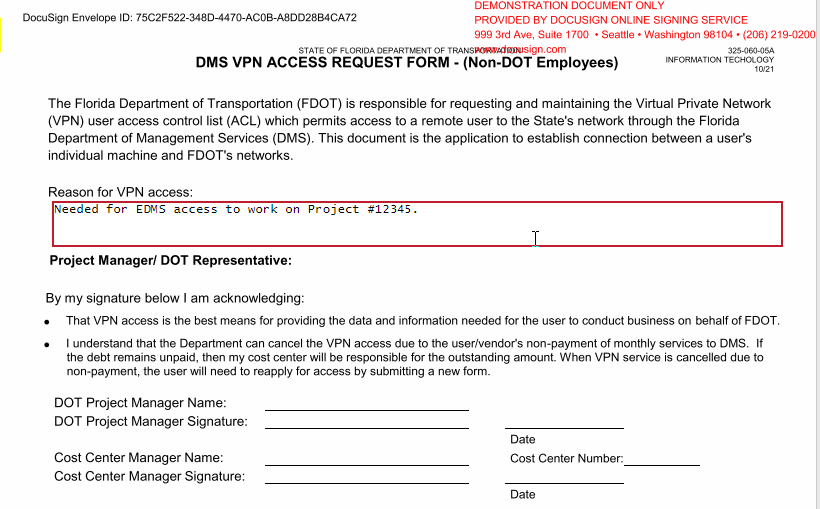 DocuSign Envelope ID: 75C2F522-348D-4470-AC0B-A8DD28B4CA72
DEMONSTRATION DOCUMENT ONLY
PROVIDED BY DOCUSIGN ONLINE SIGNING SERVICE
999 3rd Ave, Suite 1700 • Seattle • Washington 98104 • (206) 219-0200
www.docusign.com
STATE OF FLORIDA DEPARTMENT OF TRANSPORTATION
325-060-05A
DMS VPN ACCESS REQUEST FORM - (Non-DOT Employees)
INFORMATION TECHOLOGY
10/21
The Florida Department of Transportation (FDOT) is responsible for requesting and maintaining the Virtual Private Network
(VPN) user access control list (ACL) which permits access to a remote user to the State's network through the Florida
Department of Management Services (DMS). This document is the application to establish connection between a user's
individual machine and FDOT's networks.
Reason for VPN access:
Needed for EDMS access to work on Project #12345.
Project Manager/ DOT Representative:
By my signature below I am acknowledging:
• That VPN access is the best means for providing the data and information needed for the user to conduct business on behalf of FDOT.
• I understand that the Department can cancel the VPN access due to the user/vendor's non-payment of monthly services to DMS. If
the debt remains unpaid, then my cost center will be responsible for the outstanding amount. When VPN service is cancelled due to
non-payment, the user will need to reapply for access by submitting a new form.
DOT Project Manager Name:
DOT Project Manager Signature:
Date
Cost Center Manager Name:
Cost Center Number:
Cost Center Manager Signature:
Date